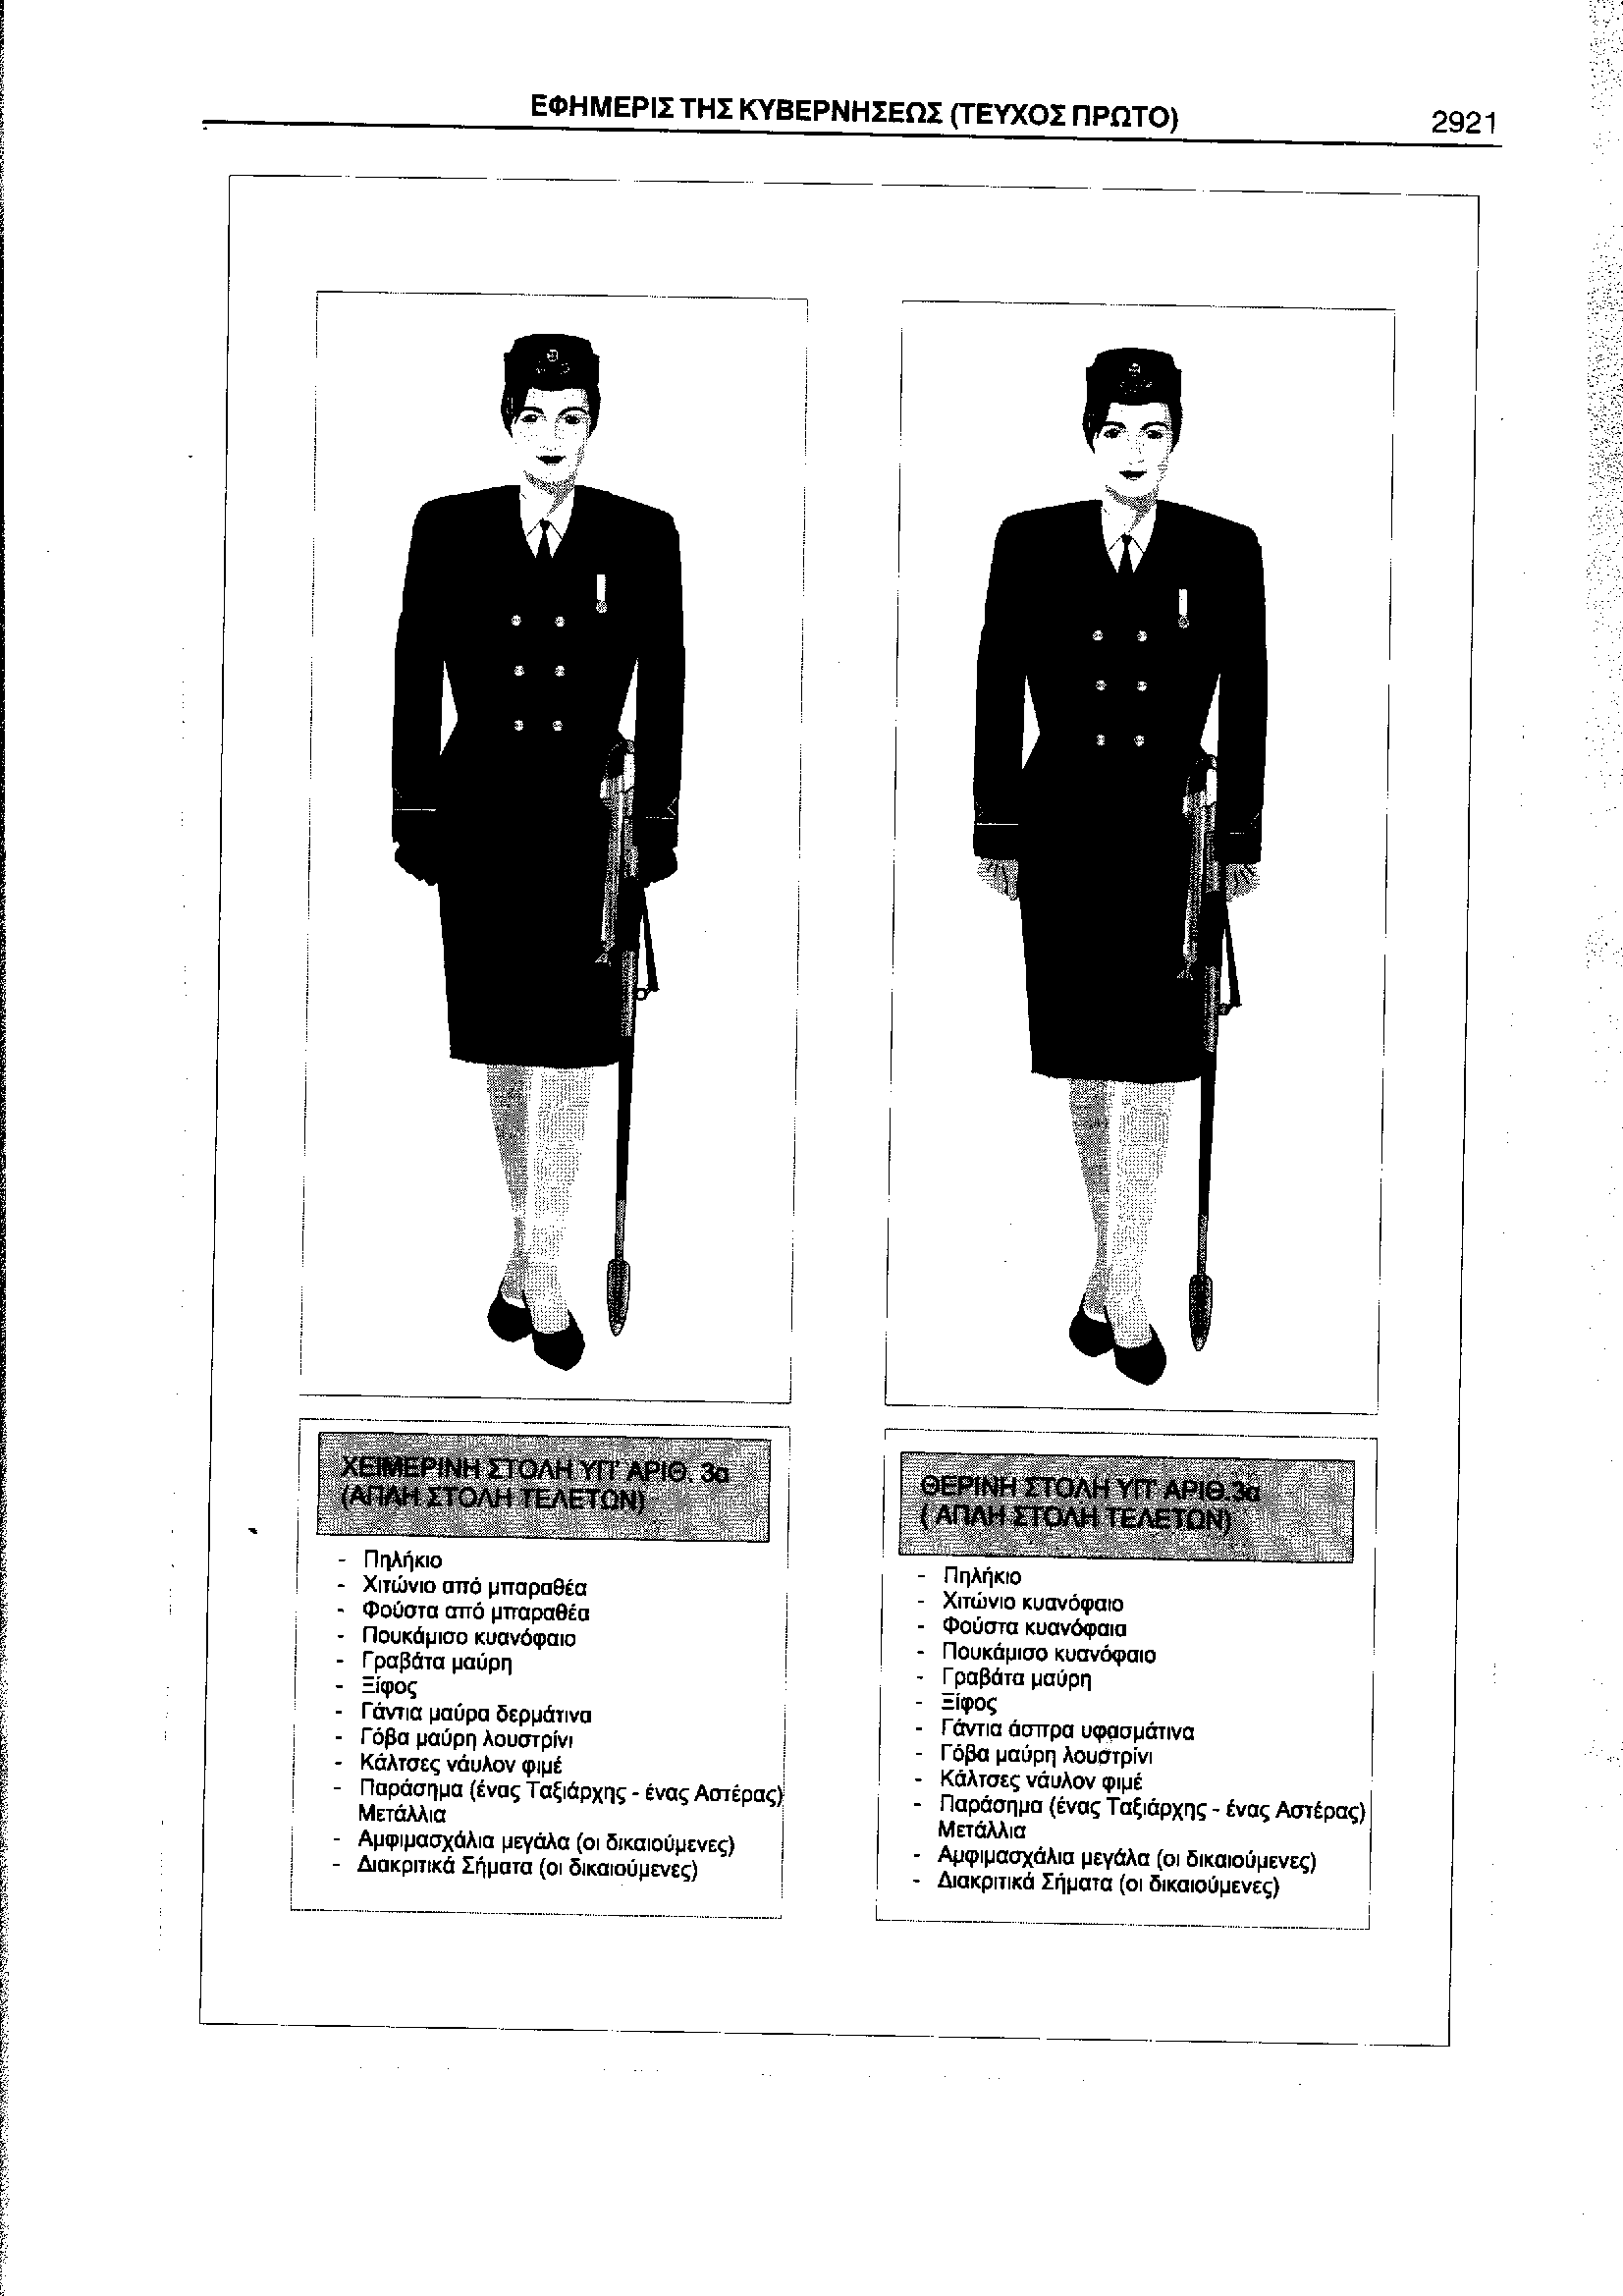 ΕΦΗΜΕΡΙΣ ΤΗΣ ΚΥΒΕΡΝΗΣΕΩΣ (ΤΕΥΧΟΣ ΠΡΩΤΟ)
2921
ΧΕΙΜΕΡΙΝΗ ΣΤΟΛΗ ΥΠ' ΑΡΙΘ. 3α
(ΑΠΛΗ ΣΤΟΛΗ ΤΕΛΕΤΩΝ)
- Πηλήκιο
- Χιτώνιο από μπαραθέα
- Φούστα από μπαραθέα
- Πουκάμισο κυανόφαιο
- Γραβάτα μαύρη
- Ξίφος
- Γάντια μαύρα δερμάτινα
- Γόβα μαύρη λουστρίνι
- Κάλτσες νάυλον φιμέ
- Παράσημα (ένας Ταξιάρχης - ένας Αστέρας)
Μετάλλια
- Αμφιμασχάλια μεγάλα (οι δικαιούμενες)
- Διακριτικά Σήματα (οι δικαιούμενες)
ΘΕΡΙΝΗ ΣΤΟΛΗ ΥΠ' ΑΡΙΘ.3α
( ΑΠΛΗ ΣΤΟΛΗ ΤΕΛΕΤΩΝ)
- Πηλήκιο
- Χιτώνιο κυανόφαιο
- Φούστα κυανόφαια
- Πουκάμισο κυανόφαιο
- Γραβάτα μαύρη
- Ξίφος
- Γάντια άσπρα υφασμάτινα
- Γόβα μαύρη λουστρίνι
- Κάλτσες νάυλον φιμέ
- Παράσημα (ένας Ταξιάρχης - ένας Αστέρας)
Μετάλλια
- Αμφιμασχάλια μεγάλα (οι δικαιούμενες)
- Διακριτικά Σήματα (οι δικαιούμενες)